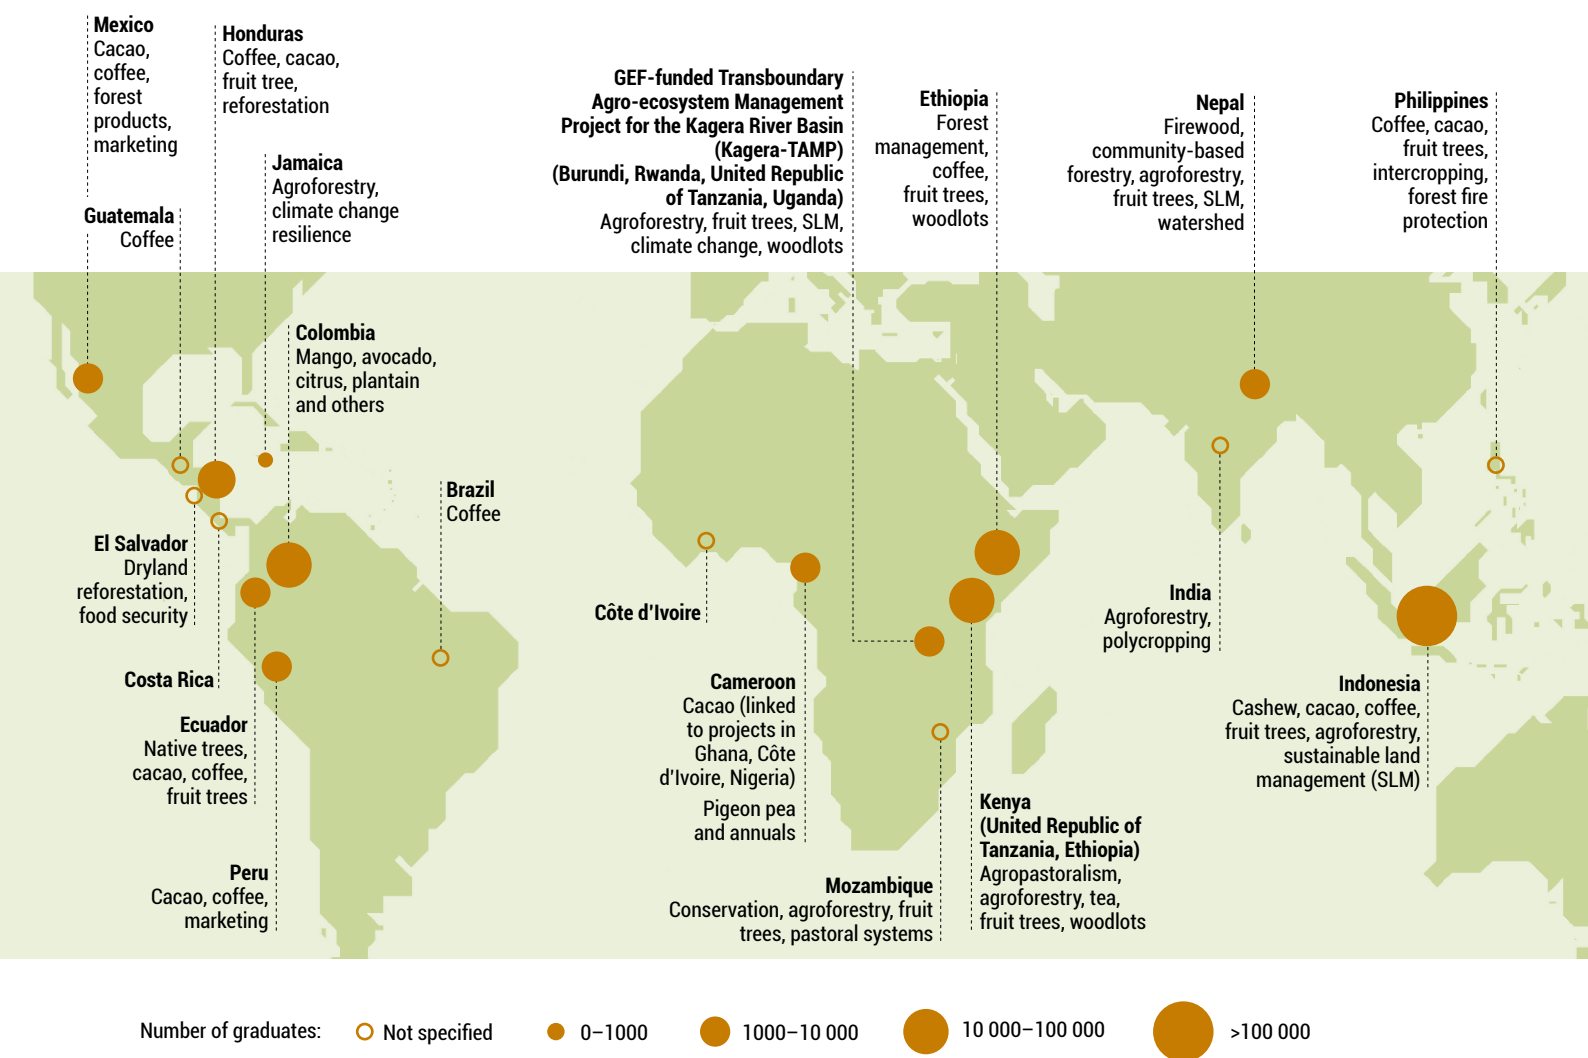 Mexico
Cacao,
coffee,
forest
products,
marketing
Honduras
Coffee, cacao,
fruit tree,
reforestation
Jamaica
Agroforestry,
climate change
resilience
Guatemala
Coffee
GEF-funded Transboundary
Agro-ecosystem Management
Project for the Kagera River Basin
(Kagera-TAMP)
(Burundi, Rwanda, United Republic
of Tanzania, Uganda)
Agroforestry, fruit trees, SLM,
climate change, woodlots
Ethiopia
Forest
management,
coffee,
fruit trees,
woodlots
Nepal
Firewood,
community-based
forestry, agroforestry,
fruit trees, SLM,
watershed
Philippines
Coffee, cacao,
fruit trees,
intercropping,
forest fire
protection
Colombia
Mango, avocado,
citrus, plantain
and others
Brazil
Coffee
El Salvador
Dryland
reforestation,
food security
Costa Rica
Ecuador
Native trees,
cacao, coffee,
fruit trees
Peru
Cacao, coffee,
marketing
Côte d'Ivoire
Cameroon
Cacao (linked
to projects in
Ghana, Côte
d'Ivoire, Nigeria)
Pigeon pea
and annuals
Mozambique
Conservation, agroforestry, fruit
trees, pastoral systems
Kenya
(United Republic of
Tanzania, Ethiopia)
Agropastoralism,
agroforestry, tea,
fruit trees, woodlots
India
Agroforestry,
polycropping
Indonesia
Cashew, cacao, coffee,
fruit trees, agroforestry,
sustainable land
management (SLM)
Number of graduates:
Not specified
0–1000
1000–10 000
10 000–100 000
>100 000